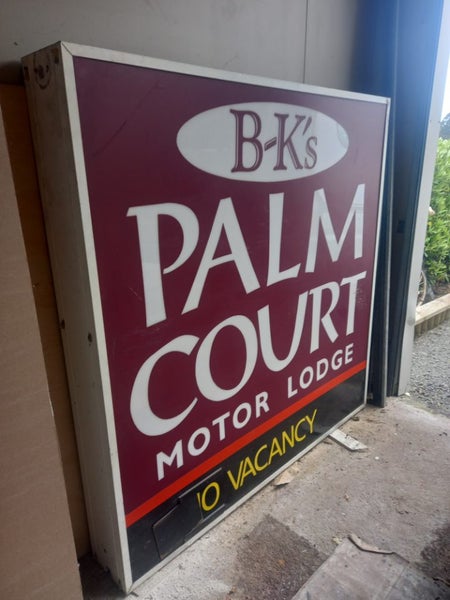 B-K's
PALM
COURT
MOTOR LODGE
O VACANCY